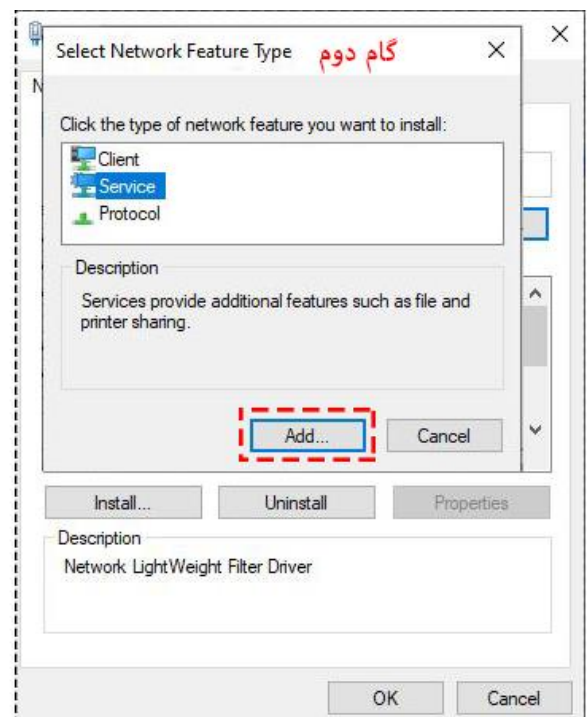 Select Network Feature Type گام دوم
N
Click the type of network feature you want to install:
Client
Service
Protocol
Description
Services provide additional features such as file and
printer sharing.
Add... Cancel
Install... Uninstall Properties
Description
Network LightWeight Filter Driver
OK Cancel